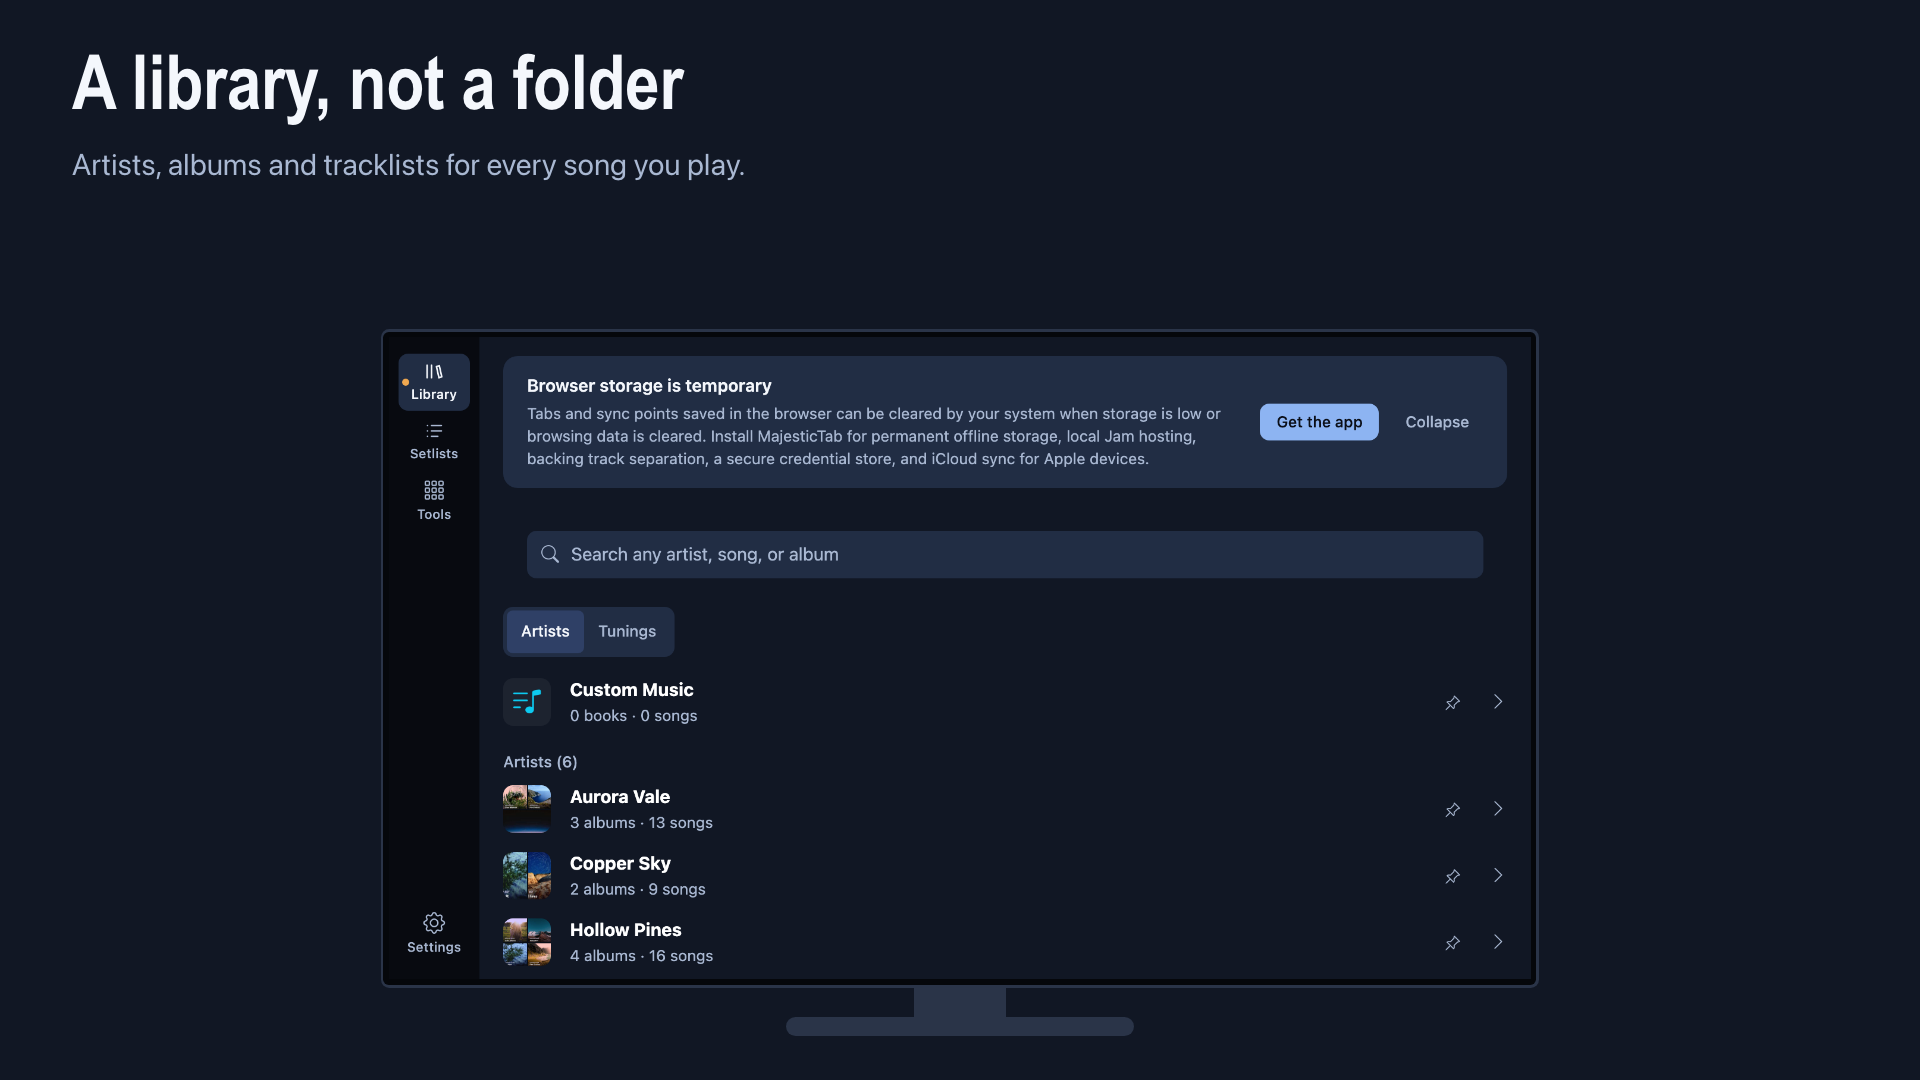 A library, not a folder
Artists, albums and tracklists for every song you play.
Library
Setlists
Tools
Settings
Browser storage is temporary
Tabs and sync points saved in the browser can be cleared by your system when storage is low or
browsing data is cleared. Install MajesticTab for permanent offline storage, local Jam hosting,
backing track separation, a secure credential store, and iCloud sync for Apple devices.
Get the app
Collapse
Search any artist, song, or album
Artists
Tunings
Custom Music
0 books · 0 songs
Artists (6)
Aurora Vale
3 albums · 13 songs
Copper Sky
2 albums · 9 songs
Hollow Pines
4 albums · 16 songs